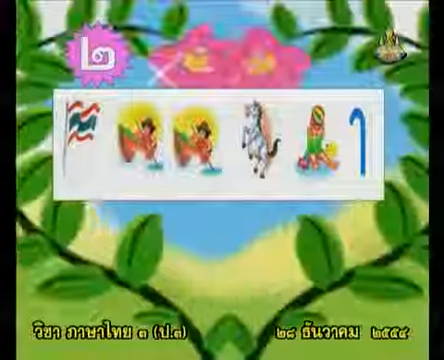 ๒
า
วิชา ภาษาไทย ๓ (ป.๓)
๒๘ ธันวาคม ๒๕๕๔